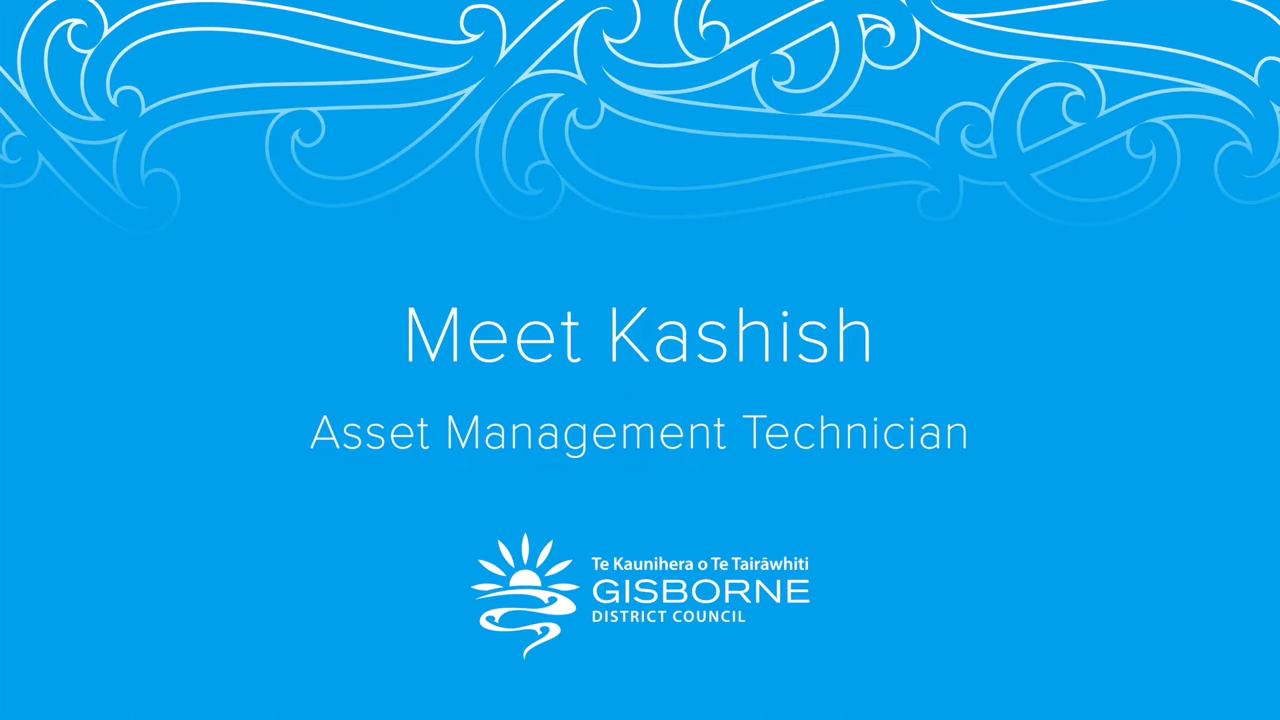 Meet Kashish
Asset Management Technician
Te Kaunihera o Te Tairāwhiti
GISBORNE
DISTRICT COUNCIL